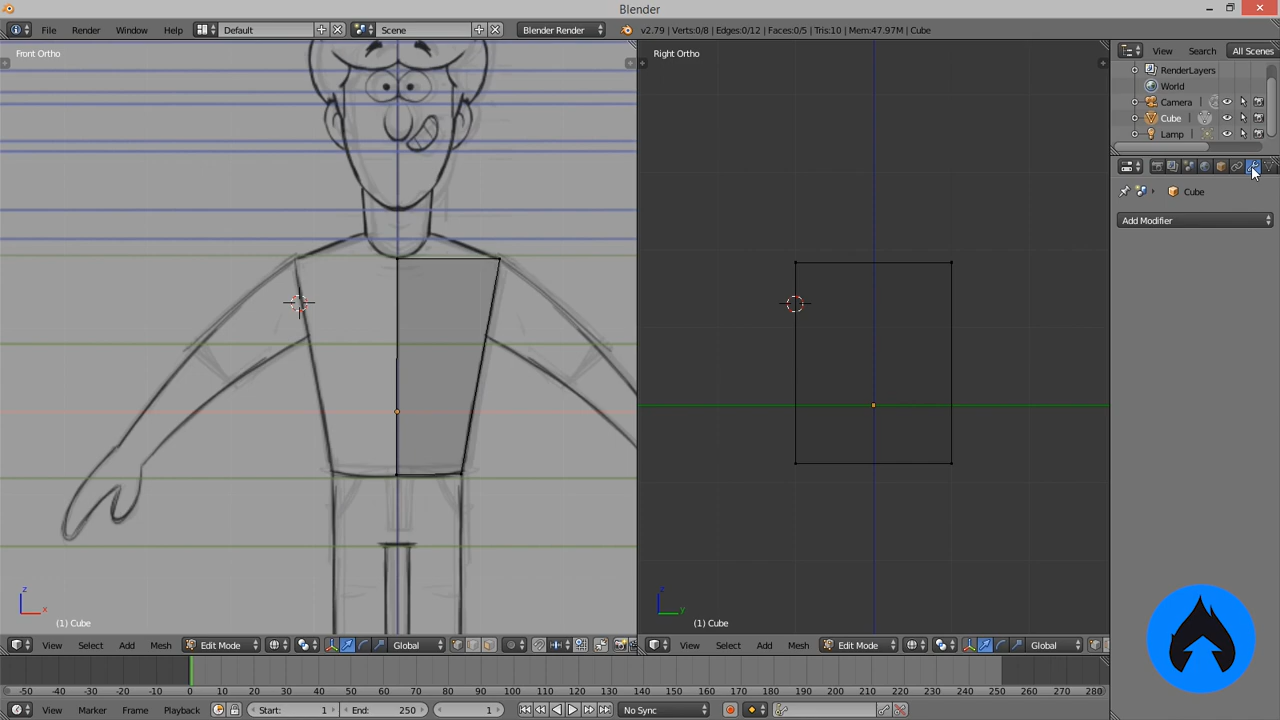 Blender
File Render Window Help Default Scene Blender Render v2.79 | Verts:0/8 | Edges:0/12 | Faces:0/5 | Tris:10 | Mem:47.97M | Cube
View Search All Scenes
Front Ortho
Right Ortho
RenderLayers
World
Camera
Cube
Lamp
Cube
Add Modifier
z
x
(1) Cube
z
y
(1) Cube
View Select Add Mesh Edit Mode Global
View Select Add Mesh Edit Mode Global
-50 -40 -30 -20 -10 0 10 20 30 40 50 60 70 80 90 100 110 120 130 140 150 160 170 180 190 200 210 220 230 240 250 260 270 280
View Marker Frame Playback Start: 1 End: 250 1 No Sync